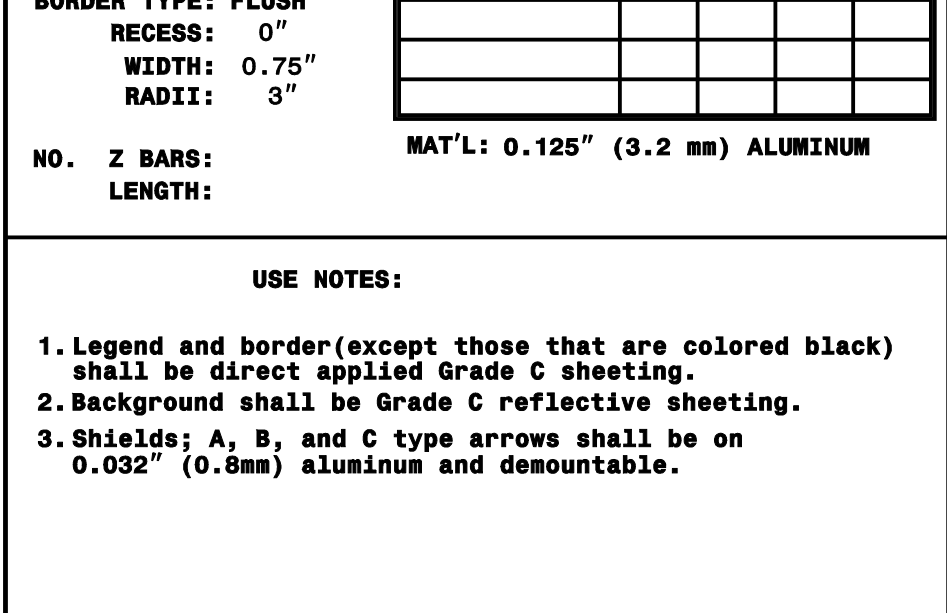 BORDER TYPE: FLUSH
RECESS: 0"
WIDTH: 0.75"
RADII: 3"
MAT'L: 0.125" (3.2 mm) ALUMINUM
NO. Z BARS:
LENGTH:
USE NOTES:
1. Legend and border(except those that are colored black)
shall be direct applied Grade C sheeting.
2. Background shall be Grade C reflective sheeting.
3. Shields; A, B, and C type arrows shall be on
0.032" (0.8mm) aluminum and demountable.